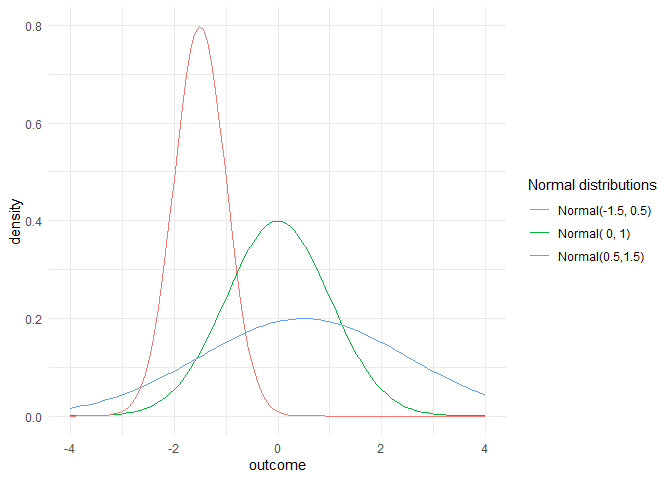 0.8
0.6
0.4
0.2
0.0
density
-4
-2
0
2
4
outcome
Normal distributions
Normal(-1.5, 0.5)
Normal( 0, 1)
Normal(0.5,1.5)